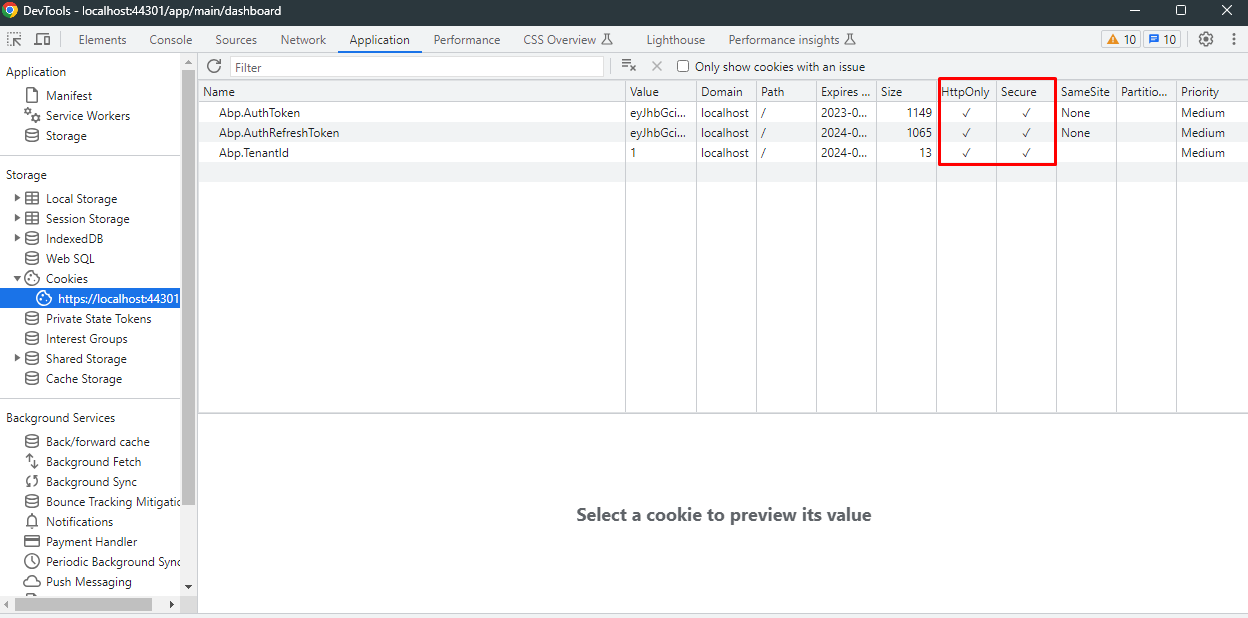 DevTools - localhost:44301/app/main/dashboard
Elements Console Sources Network Application Performance CSS Overview Lighthouse Performance insights 10 10
Application
Manifest
Service Workers
Storage
Storage
Local Storage
Session Storage
IndexedDB
Web SQL
Cookies
https://localhost:44301
Private State Tokens
Interest Groups
Shared Storage
Cache Storage
Background Services
Back/forward cache
Background Fetch
Background Sync
Bounce Tracking Mitigatic
Notifications
Payment Handler
Periodic Background Sync
Push Messaging
Filter Only show cookies with an issue
Name Value Domain Path Expires ... Size HttpOnly Secure SameSite Partitio... Priority
Abp.AuthToken eyJhbGci... localhost / 2023-0... 1149 ✓ ✓ None Medium
Abp.AuthRefreshToken eyJhbGci... localhost / 2024-0... 1065 ✓ ✓ None Medium
Abp.TenantId 1 localhost / 2024-0... 13 ✓ ✓ Medium
Select a cookie to preview its value